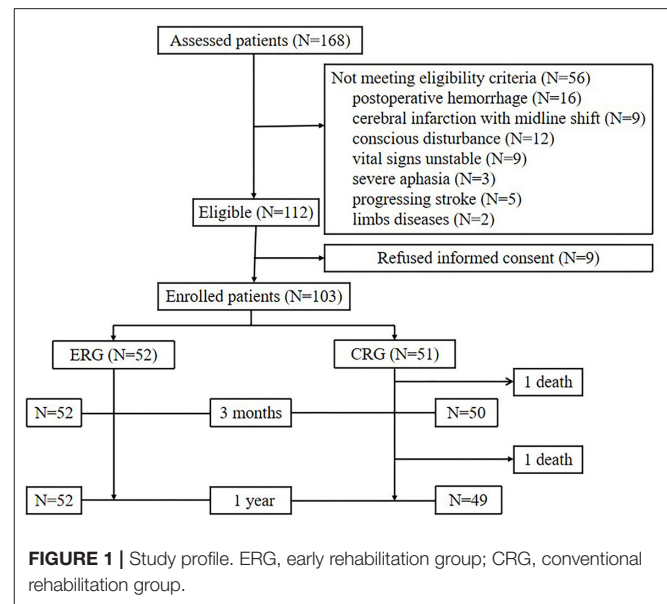 Assessed patients (N=168)
Not meeting eligibility criteria (N=56)
postoperative hemorrhage (N=16)
cerebral infarction with midline shift (N=9)
conscious disturbance (N=12)
vital signs unstable (N=9)
severe aphasia (N=3)
progressing stroke (N=5)
limbs diseases (N=2)
Eligible (N=112)
Refused informed consent (N=9)
Enrolled patients (N=103)
ERG (N=52)
CRG (N=51)
1 death
N=52
3 months
N=50
1 death
N=52
1 year
N=49
FIGURE 1 | Study profile. ERG, early rehabilitation group; CRG, conventional
rehabilitation group.